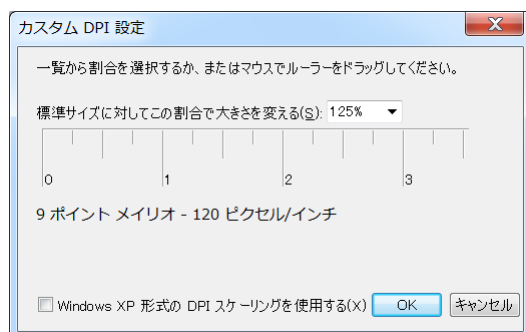 カスタム DPI 設定
一覧から割合を選択するか、またはマウスでルーラーをドラッグしてください。
標準サイズに対してこの割合で大きさを変える(S): 125%
0 1 2 3
9 ポイント メイリオ - 120 ピクセル/インチ
Windows XP 形式の DPI スケーリングを使用する(X) OK キャンセル